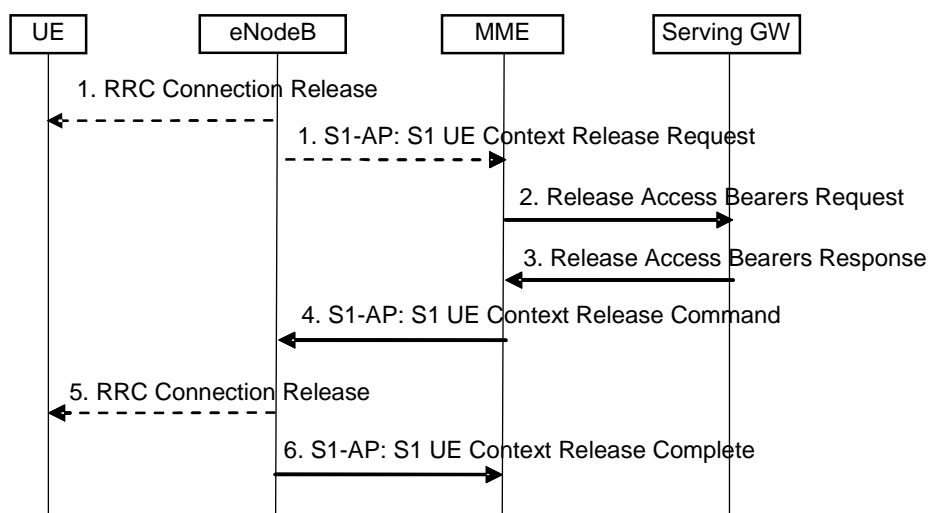 UE
eNodeB
MME
Serving GW
1. RRC Connection Release
1. S1-AP: S1 UE Context Release Request
2. Release Access Bearers Request
3. Release Access Bearers Response
4. S1-AP: S1 UE Context Release Command
5. RRC Connection Release
6. S1-AP: S1 UE Context Release Complete